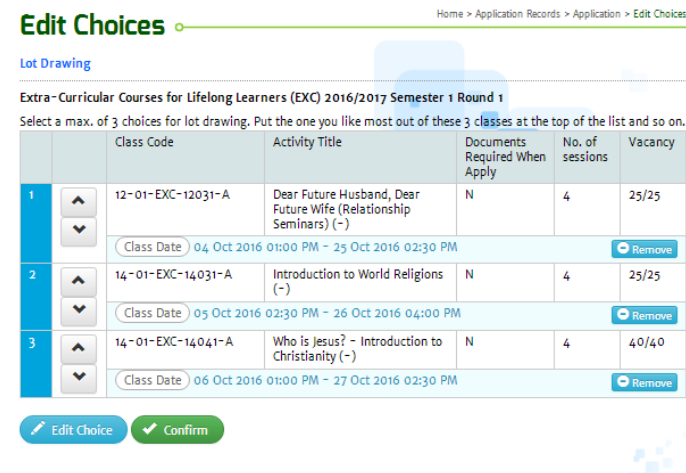 Edit Choices
Home > Application Records > Application > Edit Choices
Lot Drawing
Extra-Curricular Courses for Lifelong Learners (EXC) 2016/2017 Semester 1 Round 1
Select a max. of 3 choices for lot drawing. Put the one you like most out of these 3 classes at the top of the list and so on.
Class Code Activity Title Documents Required When Apply No. of sessions Vacancy
1 12-01-EXC-12031-A Dear Future Husband, Dear Future Wife (Relationship Seminars) (-) N 4 25/25
Class Date 04 Oct 2016 01:00 PM - 25 Oct 2016 02:30 PM Remove
2 14-01-EXC-14031-A Introduction to World Religions (-) N 4 25/25
Class Date 05 Oct 2016 02:30 PM - 26 Oct 2016 04:00 PM Remove
3 14-01-EXC-14041-A Who is Jesus? - Introduction to Christianity (-) N 4 40/40
Class Date 06 Oct 2016 01:00 PM - 27 Oct 2016 02:30 PM Remove
Edit Choice Confirm